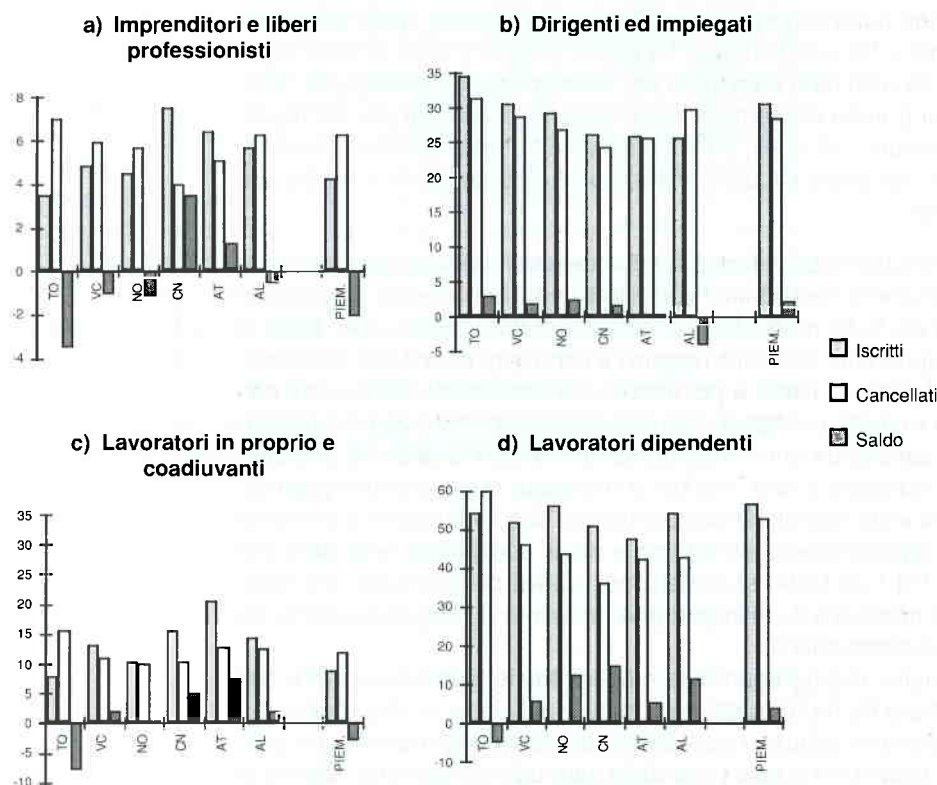 a) Imprenditori e liberi
professionisti
8
6
4
2
0
-2
-4
TO
VC
NO
CN
AT
AL
PIEM.
b) Dirigenti ed impiegati
35
30
25
20
15
10
5
0
-5
TO
VC
NO
CN
AT
AL
PIEM.
Iscritti
Cancellati
Saldo
c) Lavoratori in proprio e
coadiuvanti
35
30
25
20
15
10
5
0
-5
-10
TO
VC
NO
CN
AT
AL
PIEM.
d) Lavoratori dipendenti
60
50
40
30
20
10
0
-10
TO
VC
NO
CN
AT
AL
PIEM.